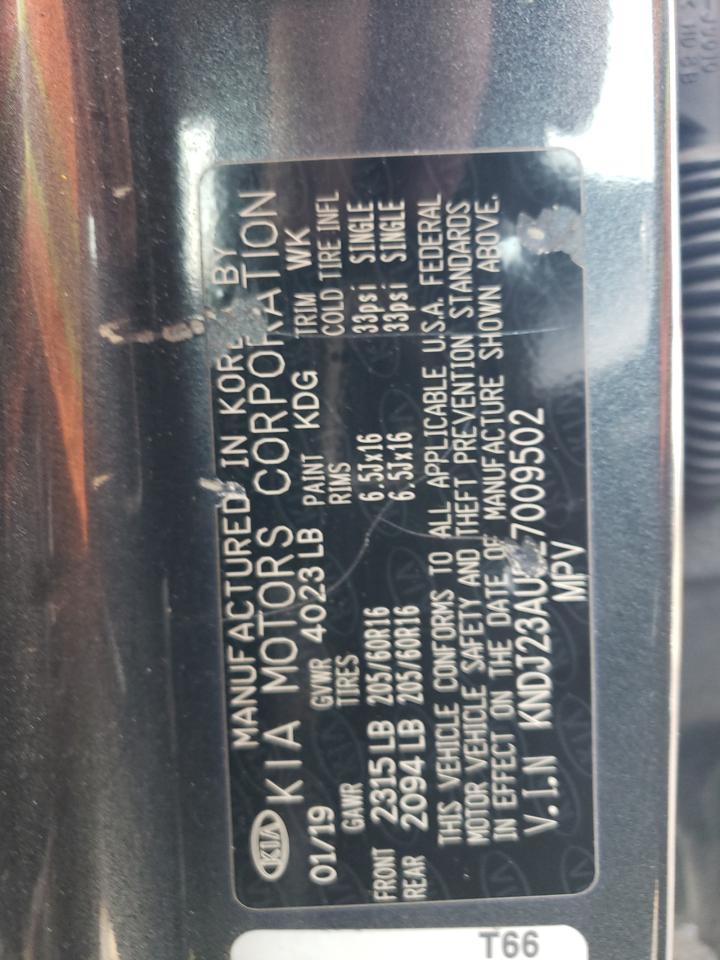 MANUFACTURED IN KOREA BY
KIA KIA MOTORS CORPORATION
01/19 GVWR 4023 LB PAINT KDG TRIM WK
GAWR TIRES RIMS COLD TIRE INFL
FRONT 2315 LB 205/60R16 6.5Jx16 33psi SINGLE
REAR 2094 LB 205/60R16 6.5Jx16 33psi SINGLE
THIS VEHICLE CONFORMS TO ALL APPLICABLE U.S.A. FEDERAL
MOTOR VEHICLE SAFETY AND THEFT PREVENTION STANDARDS
IN EFFECT ON THE DATE OF MANUFACTURE SHOWN ABOVE.
V.I.N
MPV
T66